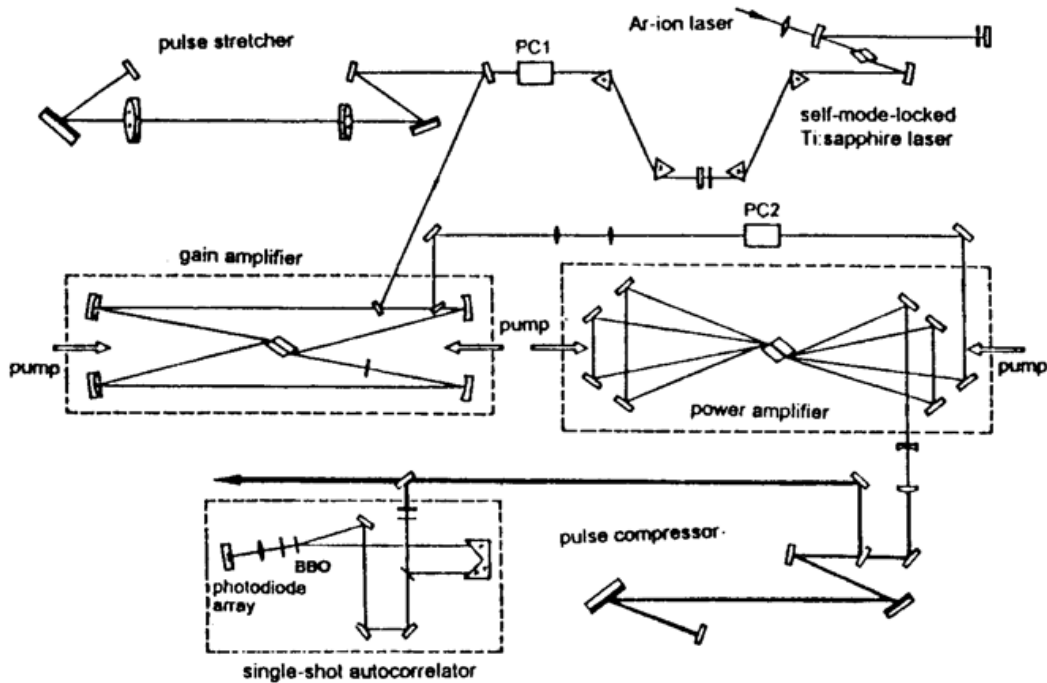 Ar-ion laser
pulse stretcher
PC1
self-mode-locked
Ti:sapphire laser
PC2
gain amplifier
pump
pump
pump
power amplifier
pulse compressor
BBO
photodiode
array
single-shot autocorrelator